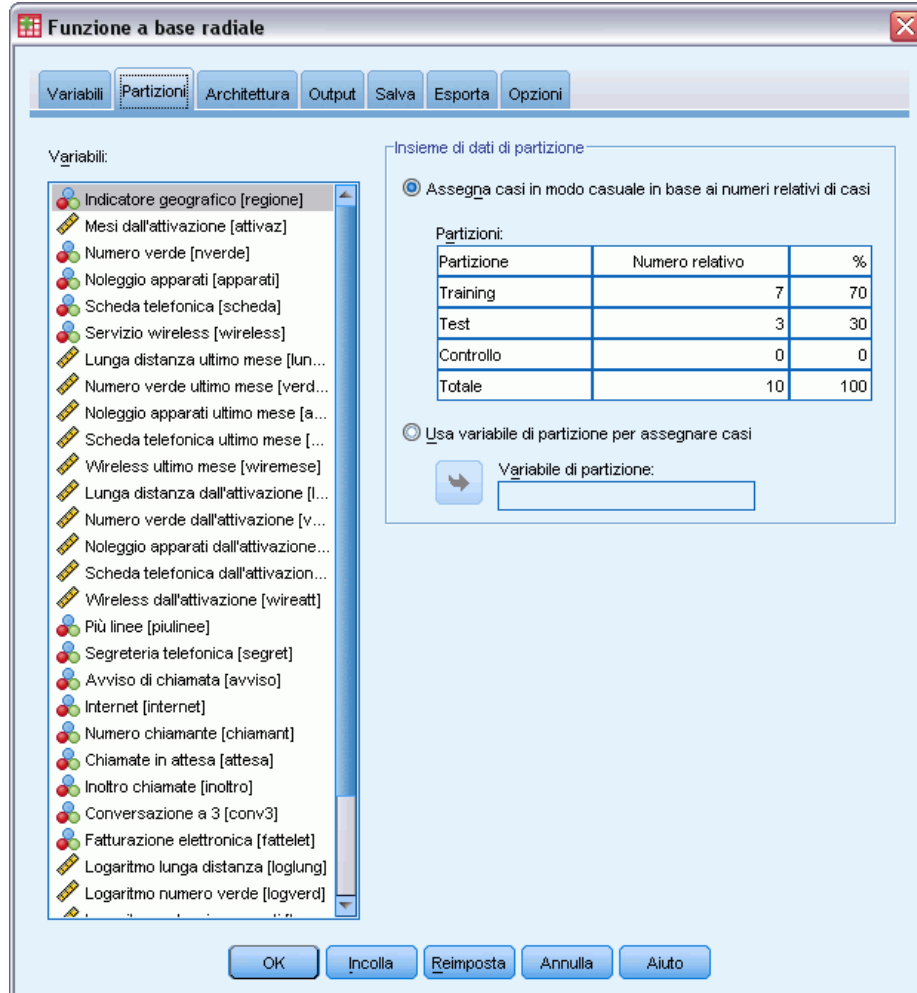 Funzione a base radiale
Variabili Partizioni Architettura Output Salva Esporta Opzioni
Variabili:
Indicatore geografico [regione]
Mesi dall'attivazione [attivaz]
Numero verde [nverde]
Noleggio apparati [apparati]
Scheda telefonica [scheda]
Servizio wireless [wireless]
Lunga distanza ultimo mese [lun...
Numero verde ultimo mese [verd...
Noleggio apparati ultimo mese [a...
Scheda telefonica ultimo mese [...
Wireless ultimo mese [wiremese]
Lunga distanza dall'attivazione [l...
Numero verde dall'attivazione [v...
Noleggio apparati dall'attivazione...
Scheda telefonica dall'attivazion...
Wireless dall'attivazione [wireatt]
Più linee [piulinee]
Segreteria telefonica [segret]
Avviso di chiamata [avviso]
Internet [internet]
Numero chiamante [chiamant]
Chiamate in attesa [attesa]
Inoltro chiamate [inoltro]
Conversazione a 3 [conv3]
Fatturazione elettronica [fattelet]
Logaritmo lunga distanza [loglung]
Logaritmo numero verde [logverd]
Insieme di dati di partizione
Assegna casi in modo casuale in base ai numeri relativi di casi
Partizioni:
Partizione Numero relativo %
Training 7 70
Test 3 30
Controllo 0 0
Totale 10 100
Usa variabile di partizione per assegnare casi
Variabile di partizione:
OK Incolla Reimposta Annulla Aiuto